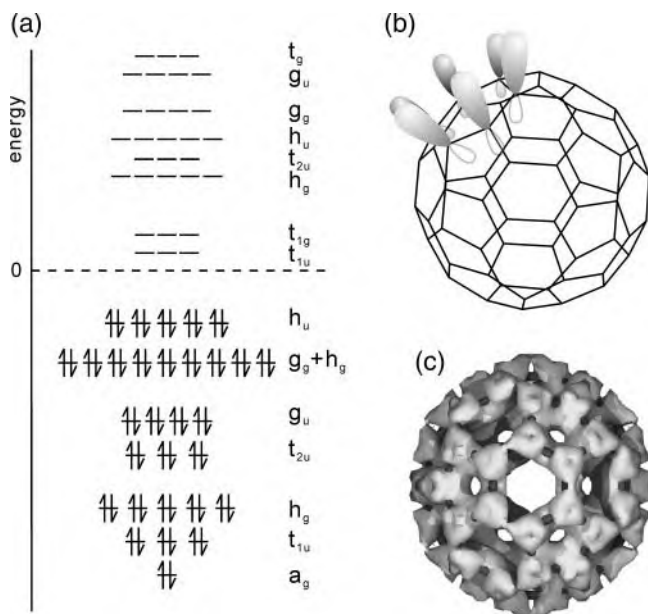 (a)
energy
0
t_g
g_u
g_g
h_u
t_2u
h_g
t_1g
t_1u
h_u
g_g+h_g
g_u
t_2u
h_g
t_1u
a_g
(b)
(c)